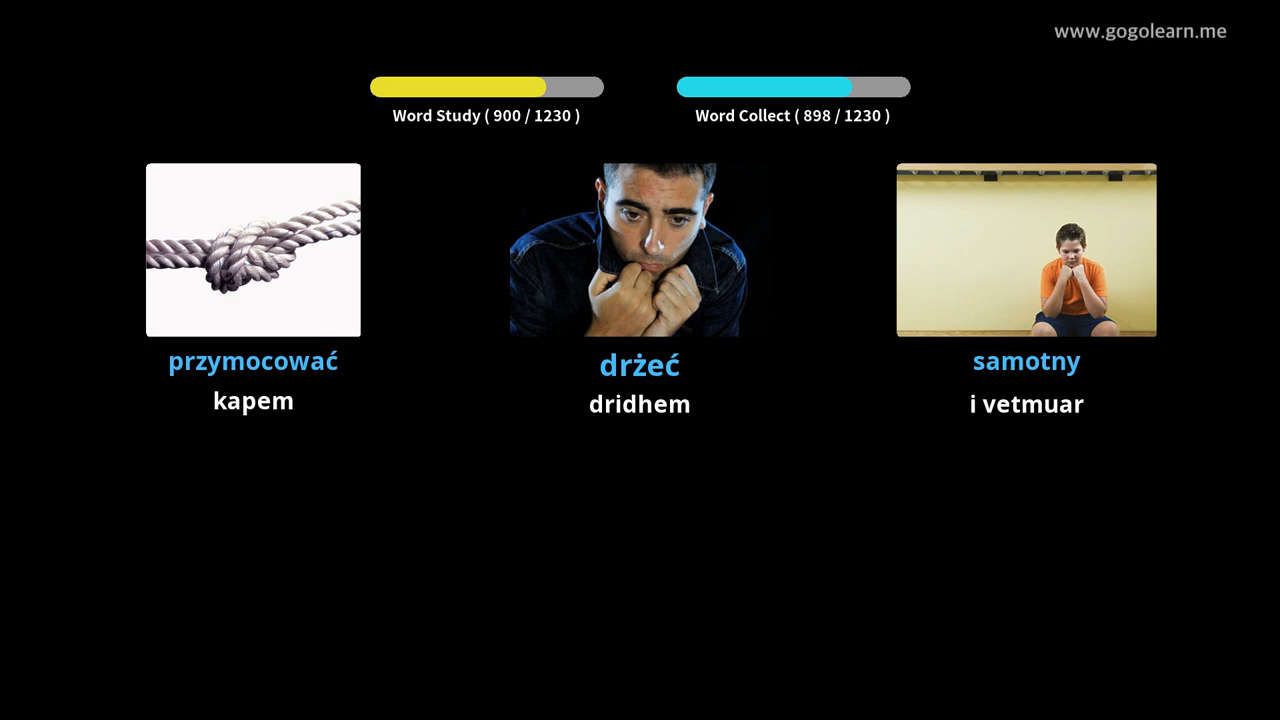 www.gogolearn.me
Word Study ( 900 / 1230 )
Word Collect ( 898 / 1230 )
przymocować
drżeć
samotny
kapem
dridhem
i vetmuar